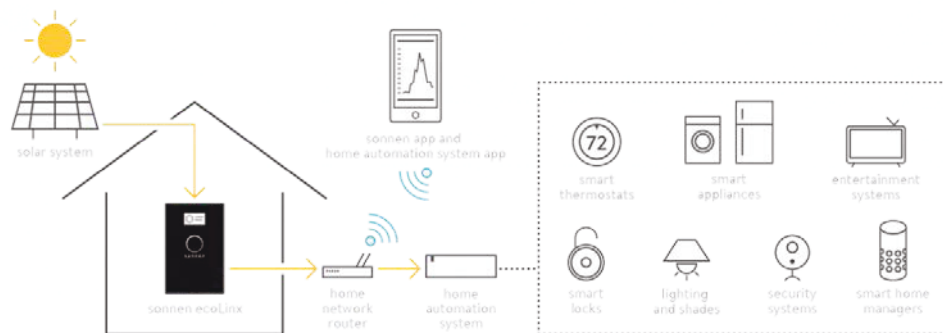 solar system
sonnen app and
home automation system app
72
smart
thermostats
smart
appliances
entertainment
systems
sonnen ecoLinx
home
network
router
home
automation
system
smart
locks
lighting
and shades
security
systems
smart home
managers